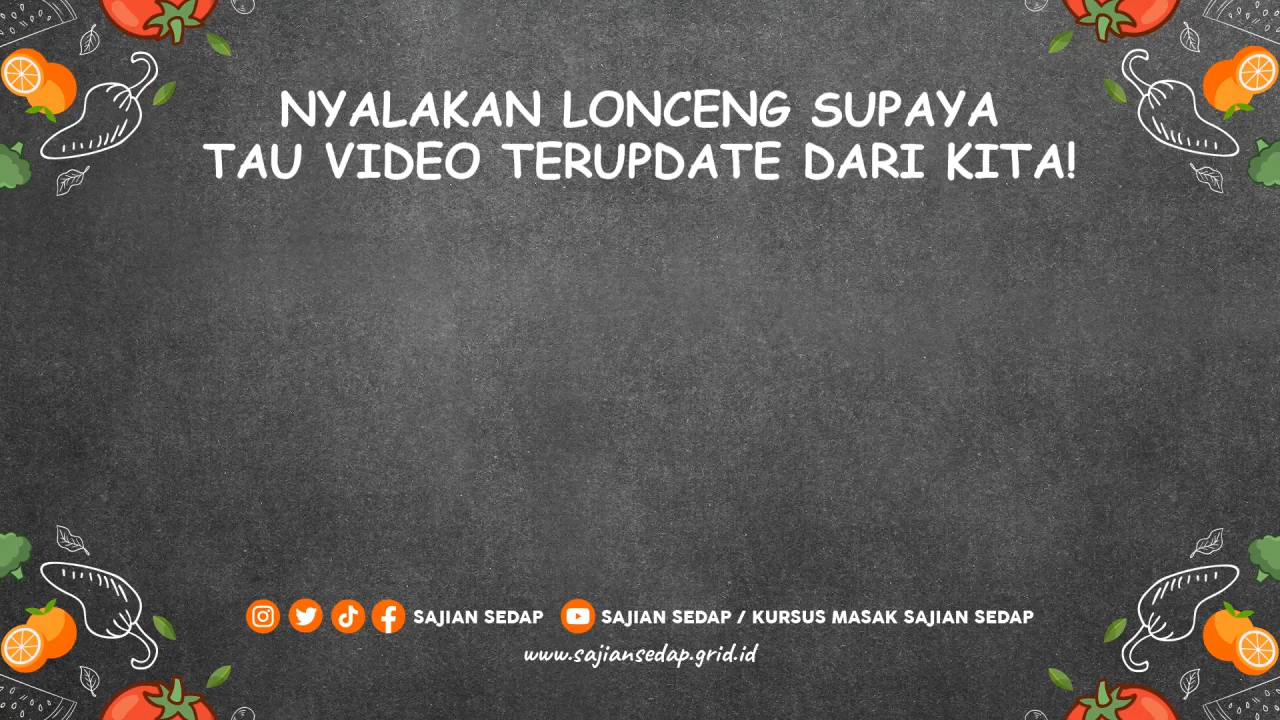 NYALAKAN LONCENG SUPAYA
TAU VIDEO TERUPDATE DARI KITA!
SAJIAN SEDAP SAJIAN SEDAP / KURSUS MASAK SAJIAN SEDAP
www.sajiansedap.grid.id